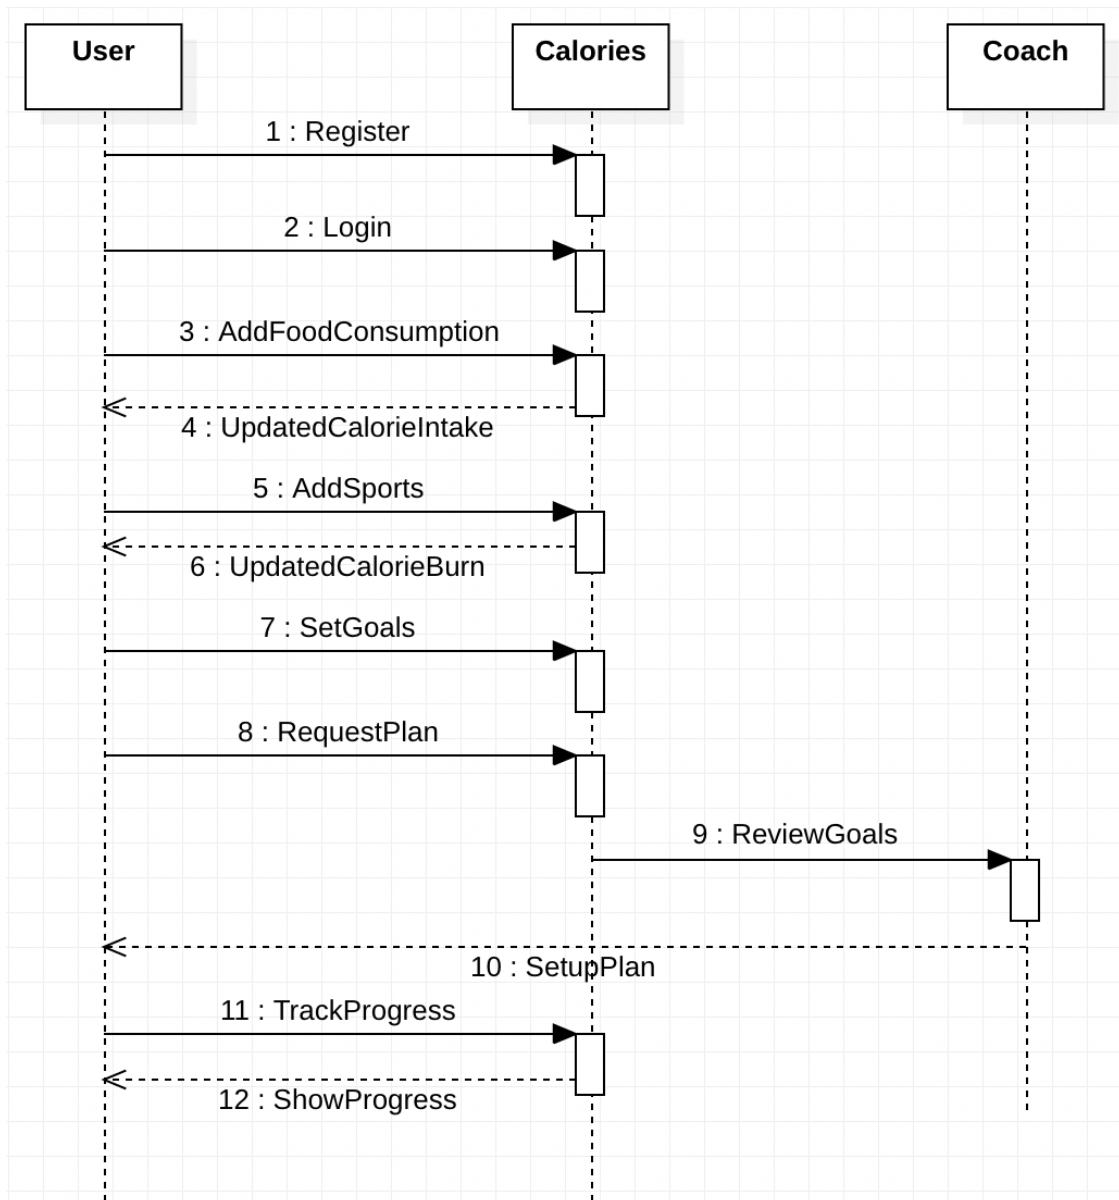 User
Calories
Coach
1 : Register
2 : Login
3 : AddFoodConsumption
4 : UpdatedCalorieIntake
5 : AddSports
6 : UpdatedCalorieBurn
7 : SetGoals
8 : RequestPlan
9 : ReviewGoals
10 : SetupPlan
11 : TrackProgress
12 : ShowProgress